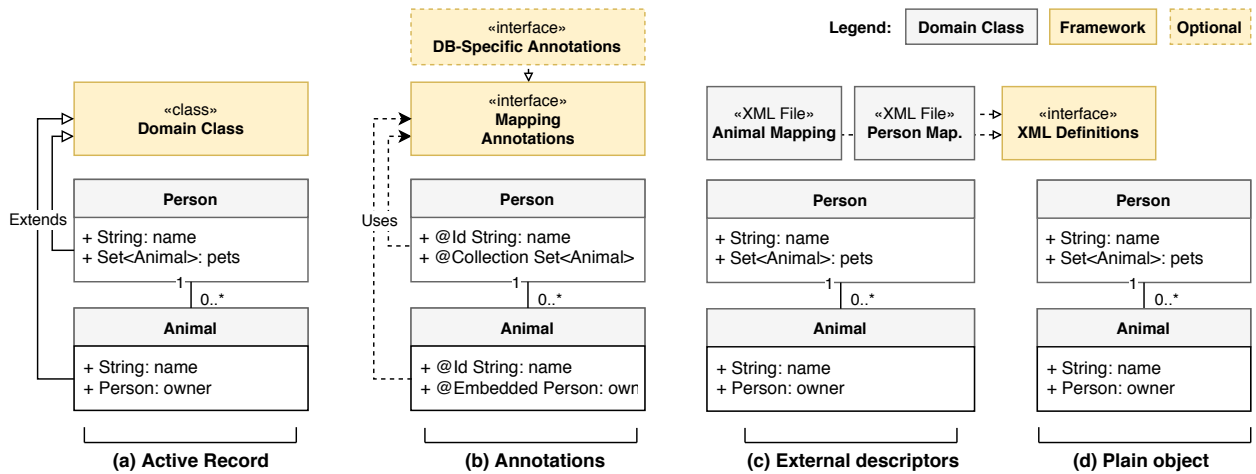 Legend:
Domain Class
Framework
Optional
«class»
Domain Class
Extends
Person
+ String: name
+ Set<Animal>: pets
1
0..*
Animal
+ String: name
+ Person: owner
(a) Active Record
«interface»
DB-Specific Annotations
«interface»
Mapping
Annotations
Uses
Person
+ @Id String: name
+ @Collection Set<Animal>
1
0..*
Animal
+ @Id String: name
+ @Embedded Person: own
(b) Annotations
«XML File»
Animal Mapping
«XML File»
Person Map.
«interface»
XML Definitions
Person
+ String: name
+ Set<Animal>: pets
1
0..*
Animal
+ String: name
+ Person: owner
(c) External descriptors
Person
+ String: name
+ Set<Animal>: pets
1
0..*
Animal
+ String: name
+ Person: owner
(d) Plain object